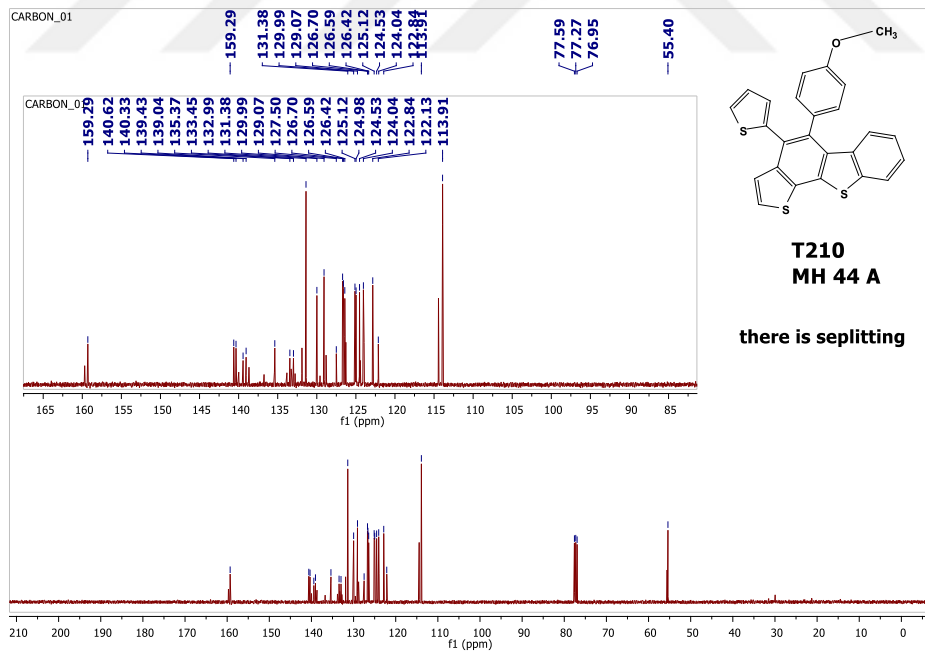 CARBON_01
159.29 131.38 129.99 129.07 126.70 126.59 126.42 125.12 124.53 124.04 122.84 113.91 77.59 77.27 76.95 55.40
CARBON_01
159.29 140.62 140.33 139.43 139.04 135.37 133.45 132.99 131.38 129.99 129.07 127.50 126.70 126.59 126.42 125.12 124.98 124.53 124.04 122.84 122.13 113.91
O CH3
S
S S
T210
MH 44 A
there is seplitting
165 160 155 150 145 140 135 130 125 120 115 110 105 100 95 90 85
f1 (ppm)
210 200 190 180 170 160 150 140 130 120 110 100 90 80 70 60 50 40 30 20 10 0
f1 (ppm)